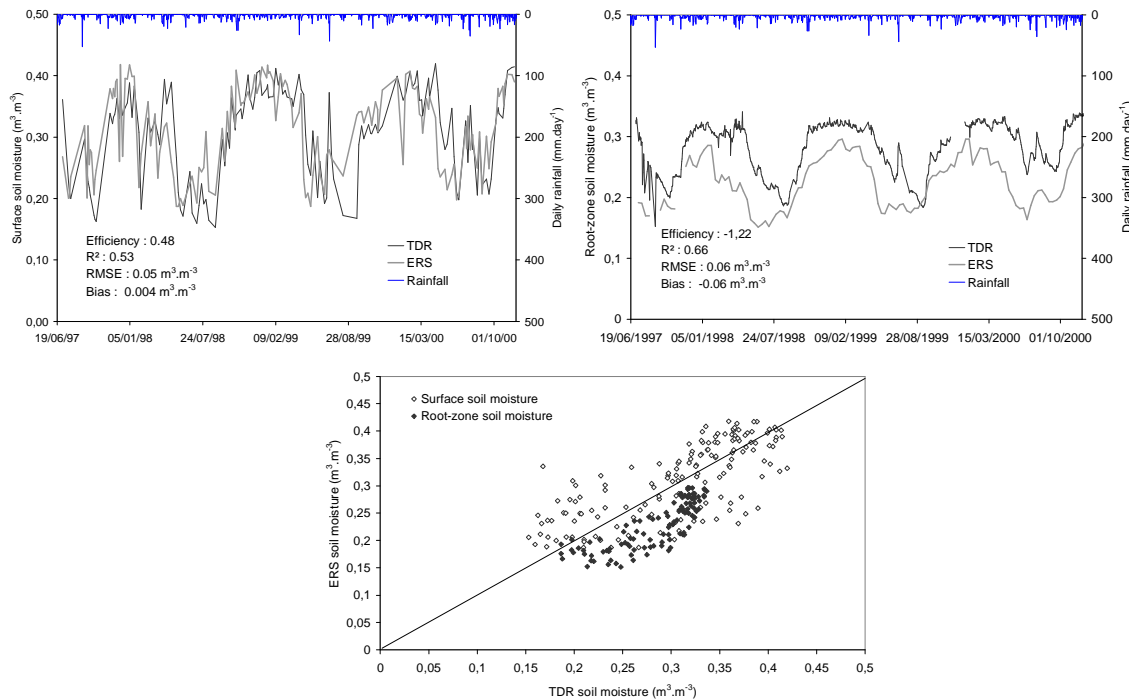 0,50
0,40
0,30
0,20
0,10
0,00
Surface soil moisture (m³.m⁻³)
0
100
200
300
400
500
Daily rainfall (mm.day⁻¹)
Efficiency : 0.48
R² : 0.53
RMSE : 0.05 m³.m⁻³
Bias : 0.004 m³.m⁻³
TDR
ERS
Rainfall
19/06/97 05/01/98 24/07/98 09/02/99 28/08/99 15/03/00 01/10/00
0,5
0,4
0,3
0,2
0,1
0
Root-zone soil moisture (m³.m⁻³)
0
100
200
300
400
500
Daily rainfall (mm.day⁻¹)
Efficiency : -1,22
R² : 0.66
RMSE : 0.06 m³.m⁻³
Bias : -0.06 m³.m⁻³
TDR
ERS
Rainfall
19/06/1997 05/01/1998 24/07/1998 09/02/1999 28/08/1999 15/03/2000 01/10/2000
0,5
0,45
0,4
0,35
0,3
0,25
0,2
0,15
0,1
0,05
0
ERS soil moisture (m³.m⁻³)
Surface soil moisture
Root-zone soil moisture
0 0,05 0,1 0,15 0,2 0,25 0,3 0,35 0,4 0,45 0,5
TDR soil moisture (m³.m⁻³)